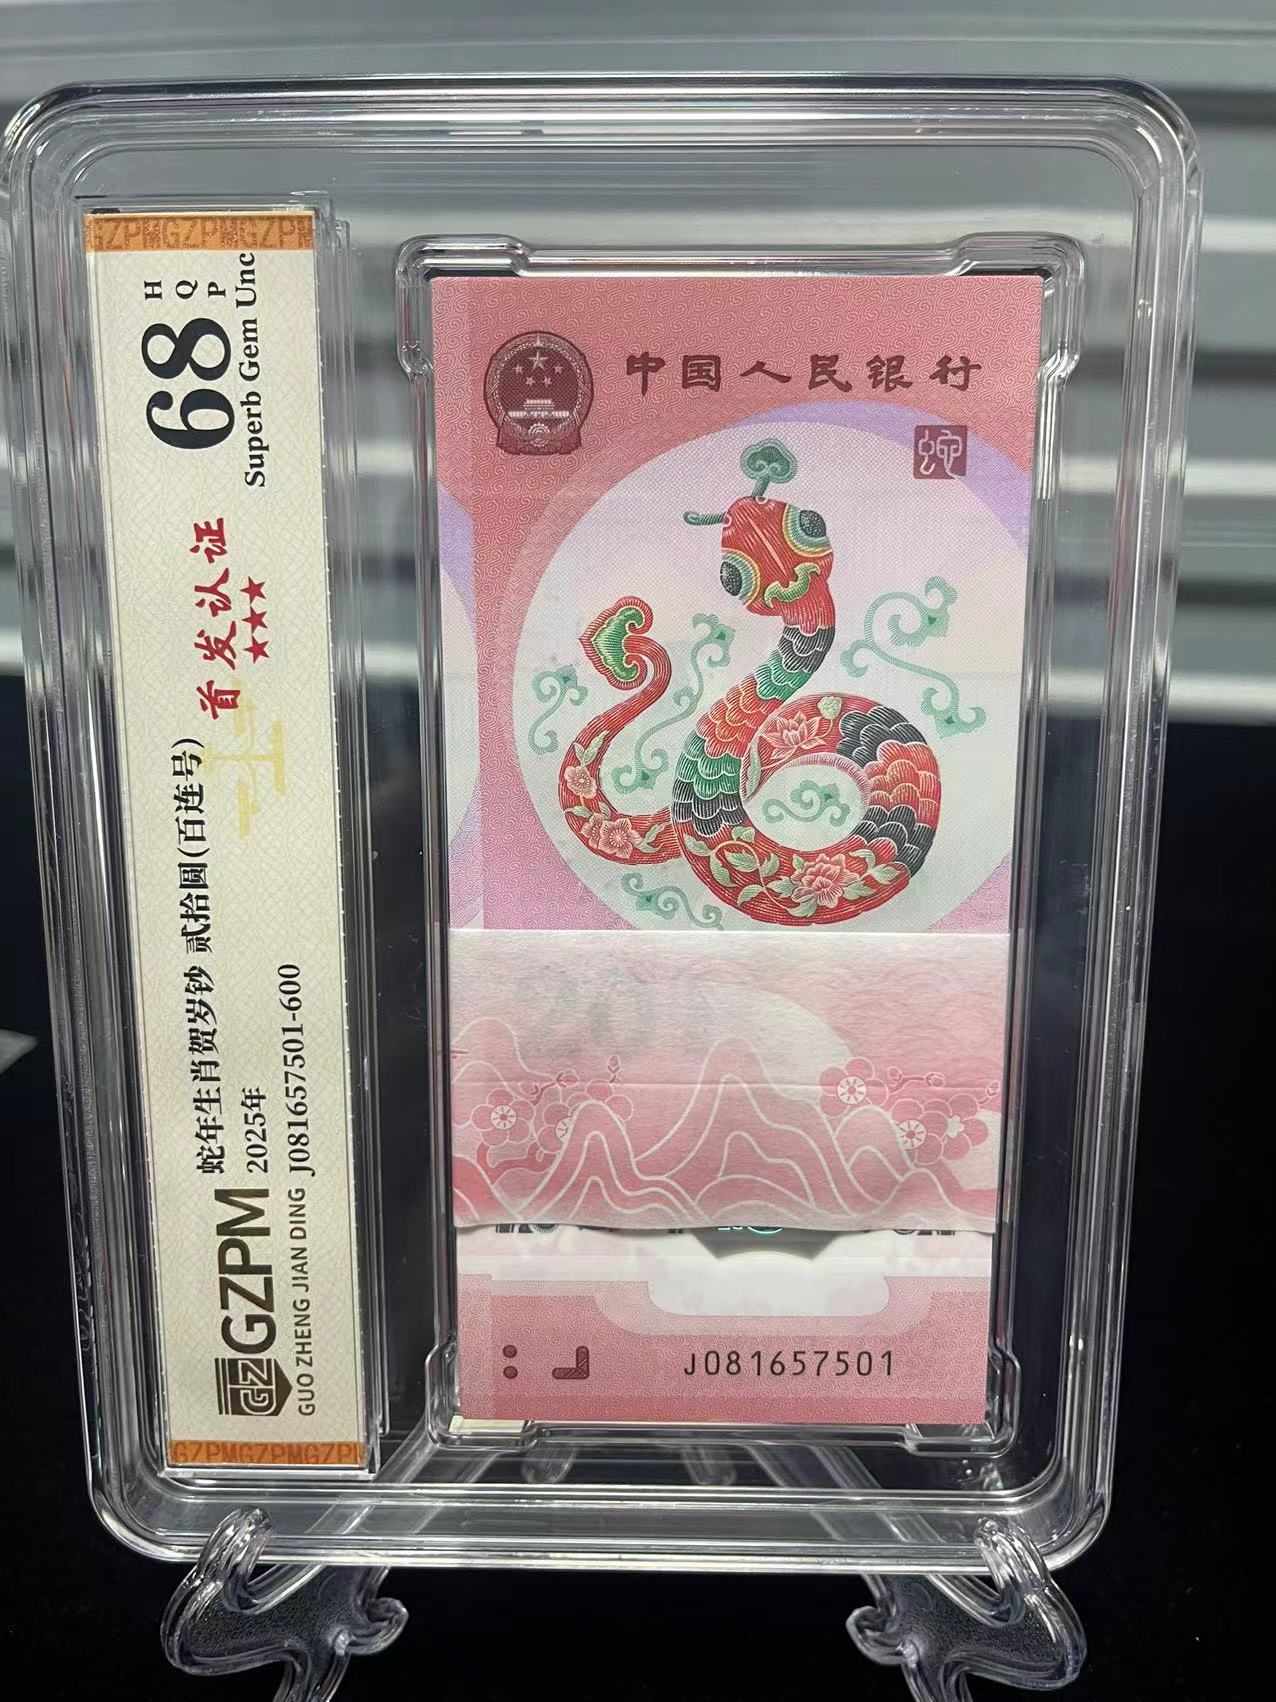 GZPMGZPMGZPM
68
HQP
Superb Gem Unc
首发认证
★★★
蛇年生肖贺岁钞 贰拾圆(百连号)
2025年
J081657501-600
GZ
GZPM
GUO ZHENG JIAN DING
GZPMGZPMGZPM
中国人民银行
蛇
J081657501